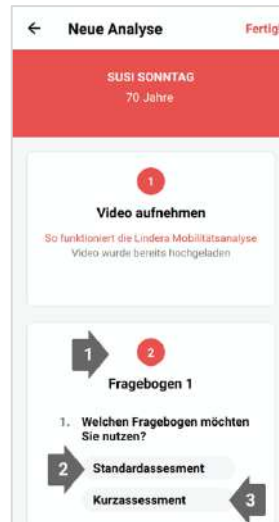 ← Neue Analyse Fertig
SUSI SONNTAG
70 Jahre
1
Video aufnehmen
So funktioniert die Lindera Mobilitätsanalyse
Video wurde bereits hochgeladen
1
2
Fragebogen 1
1. Welchen Fragebogen möchten
Sie nutzen?
2 Standardassesment
Kurzassessment 3